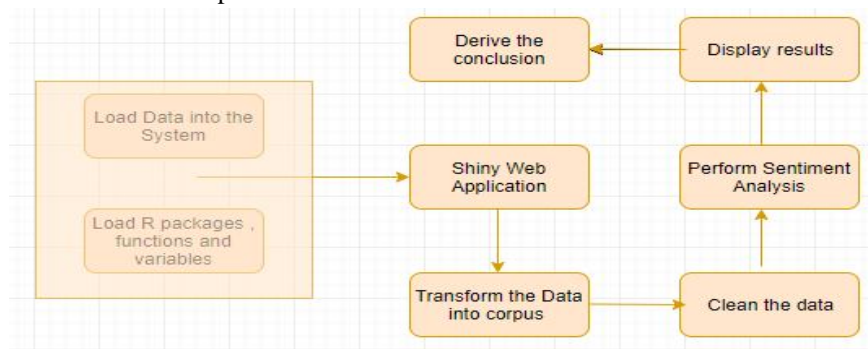 Load Data into the
System
Load R packages ,
functions and
variables
Shiny Web
Application
Transform the Data
into corpus
Clean the data
Perform Sentiment
Analysis
Display results
Derive the
conclusion